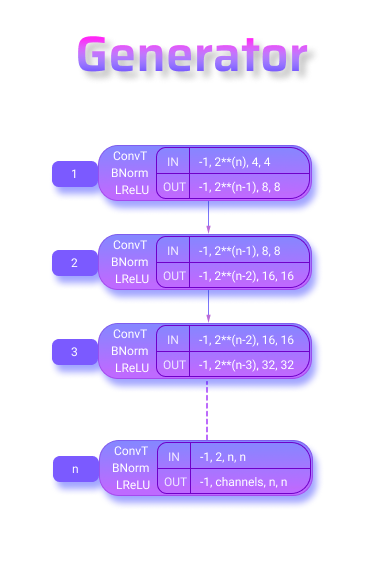 Generator
1
ConvT
BNorm
LReLU
IN -1, 2**(n), 4, 4
OUT -1, 2**(n-1), 8, 8
2
ConvT
BNorm
LReLU
IN -1, 2**(n-1), 8, 8
OUT -1, 2**(n-2), 16, 16
3
ConvT
BNorm
LReLU
IN -1, 2**(n-2), 16, 16
OUT -1, 2**(n-3), 32, 32
n
ConvT
BNorm
LReLU
IN -1, 2, n, n
OUT -1, channels, n, n